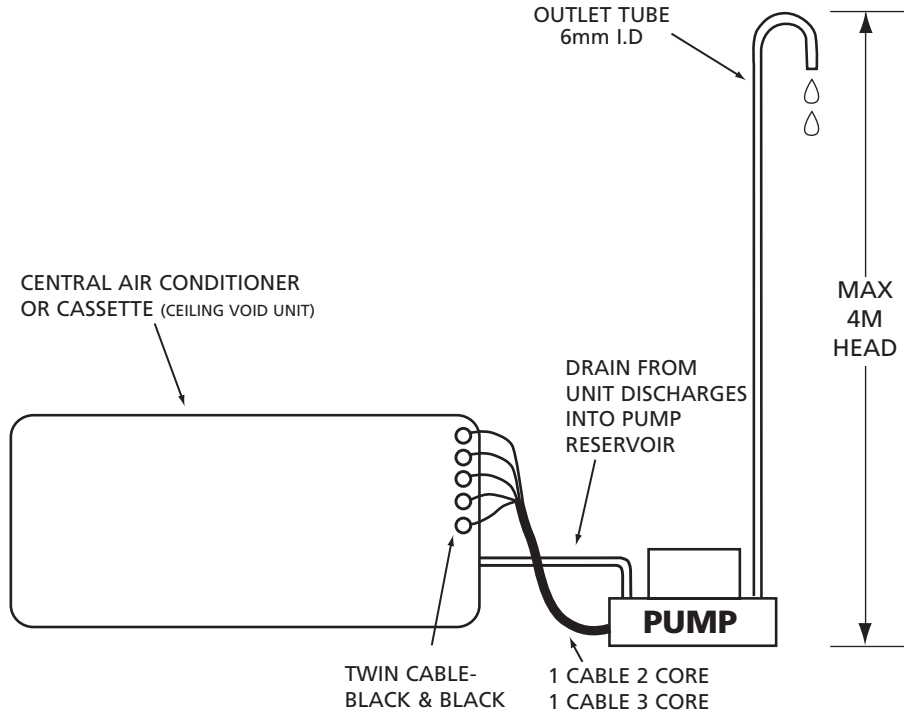 OUTLET TUBE
6mm I.D
CENTRAL AIR CONDITIONER
OR CASSETTE (CEILING VOID UNIT)
MAX
4M
HEAD
DRAIN FROM
UNIT DISCHARGES
INTO PUMP
RESERVOIR
PUMP
TWIN CABLE-
BLACK & BLACK
1 CABLE 2 CORE
1 CABLE 3 CORE